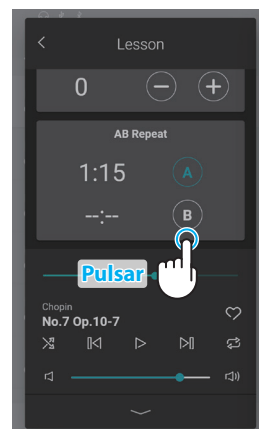 Lesson
0
AB Repeat
1:15
A
--:--
B
Pulsar
Chopin
No.7 Op.10-7